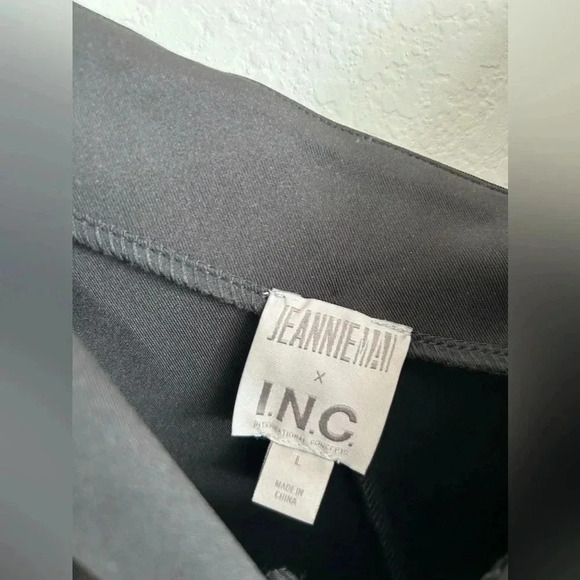 JEANNIE MAI
X
I.N.C.
INTERNATIONAL CONCEPTS
L
MADE IN
CHINA